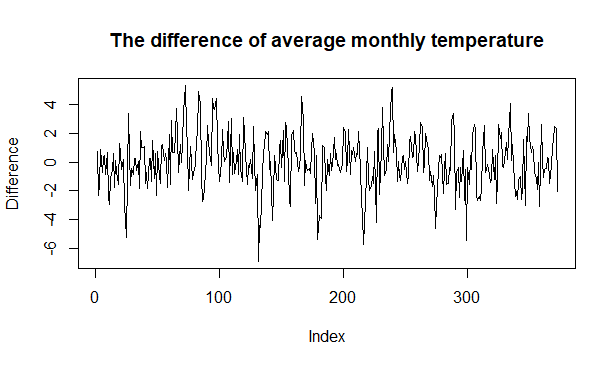 The difference of average monthly temperature
Difference
4
2
0
-2
-4
-6
0 100 200 300
Index